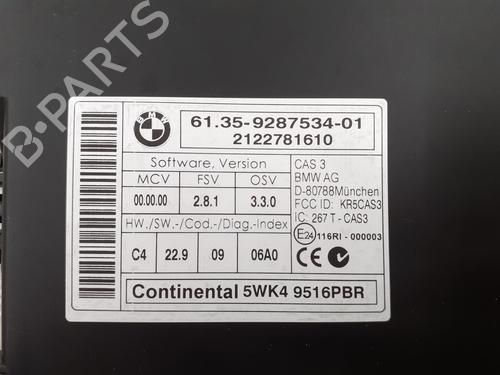 B-PARTS
BMW
61.35-9287534-01
2122781610
Software, Version
MCV FSV OSV
00.00.00 2.8.1 3.3.0
HW./SW.-/Cod.-/Diag.-Index
C4 22.9 09 06A0
CAS 3
BMW AG
D-80788München
FCC ID: KR5CAS3
IC: 267 T - CAS3
E24 116RI - 000003
Continental 5WK4 9516PBR